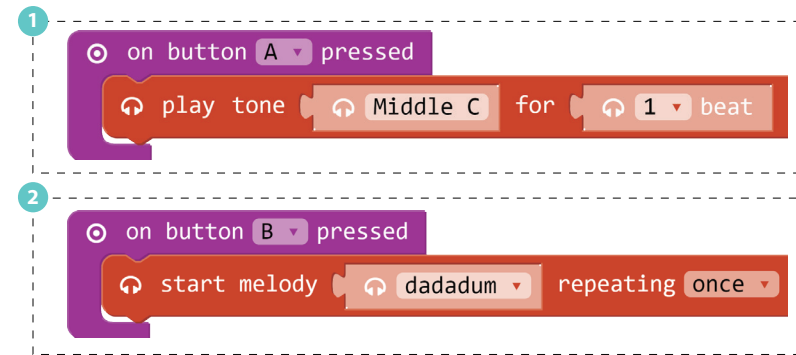 1
on button A pressed
play tone Middle C for 1 beat
2
on button B pressed
start melody dadadum repeating once